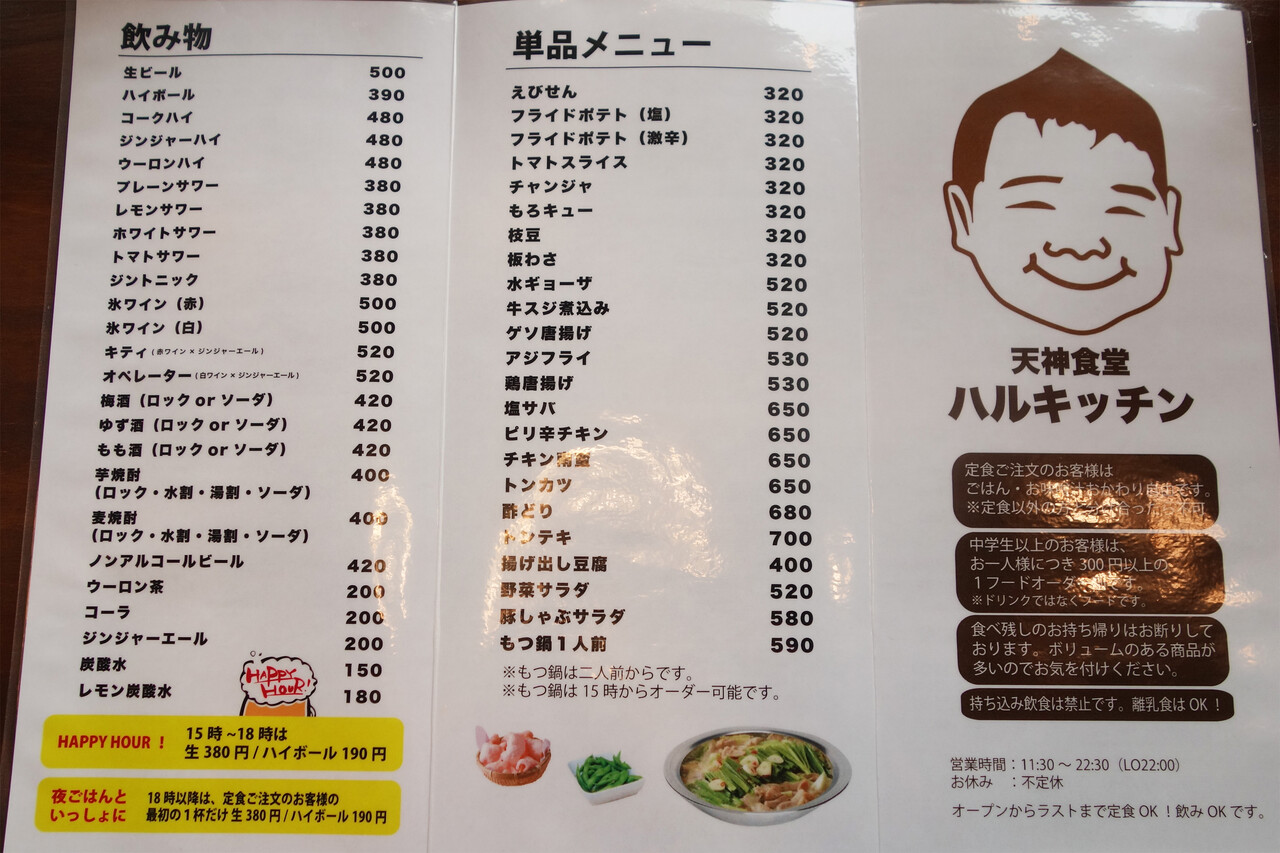 飲み物
生ビール 500
ハイボール 390
コークハイ 480
ジンジャーハイ 480
ウーロンハイ 480
プレーンサワー 380
レモンサワー 380
ホワイトサワー 380
トマトサワー 380
ジントニック 380
氷ワイン（赤） 500
氷ワイン（白） 500
キティ（赤ワイン × ジンジャーエール） 520
オペレーター（白ワイン × ジンジャーエール） 520
梅酒（ロック or ソーダ） 420
ゆず酒（ロック or ソーダ） 420
もも酒（ロック or ソーダ） 420
芋焼酎 400
（ロック・水割・湯割・ソーダ）
麦焼酎 400
（ロック・水割・湯割・ソーダ）
ノンアルコールビール 420
ウーロン茶 200
コーラ 200
ジンジャーエール 200
炭酸水 150
レモン炭酸水 180
HAPPY
HOUR!
HAPPY HOUR！ 15時~18時は
生380円/ハイボール190円
夜ごはんと
いっしょに
18時以降は、定食ご注文のお客様の
最初の1杯だけ生380円/ハイボール190円
単品メニュー
えびせん 320
フライドポテト（塩） 320
フライドポテト（激辛） 320
トマトスライス 320
チャンジャ 320
もろキュー 320
枝豆 320
板わさ 320
水ギョーザ 520
牛スジ煮込み 520
ゲソ唐揚げ 520
アジフライ 530
鶏唐揚げ 530
塩サバ 650
ピリ辛チキン 650
チキン南蛮 650
トンカツ 650
酢どり 680
トンテキ 700
揚げ出し豆腐 400
野菜サラダ 520
豚しゃぶサラダ 580
もつ鍋1人前 590
※もつ鍋は二人前からです。
※もつ鍋は15時からオーダー可能です。
天神食堂
ハルキッチン
定食ご注文のお客様は
ごはん・お味噌汁おかわり自由です。
※定食以外の
中学生以上のお客様は、
お一人様につき300円以上の
1フードオーダー
※ドリンクではなくフードです。
食べ残しのお持ち帰りはお断りして
おります。ボリュームのある商品が
多いのでお気を付けください。
持ち込み飲食は禁止です。離乳食はOK！
営業時間：11:30～22:30（LO22:00）
お休み　：不定休
オープンからラストまで定食OK！飲みOKです。